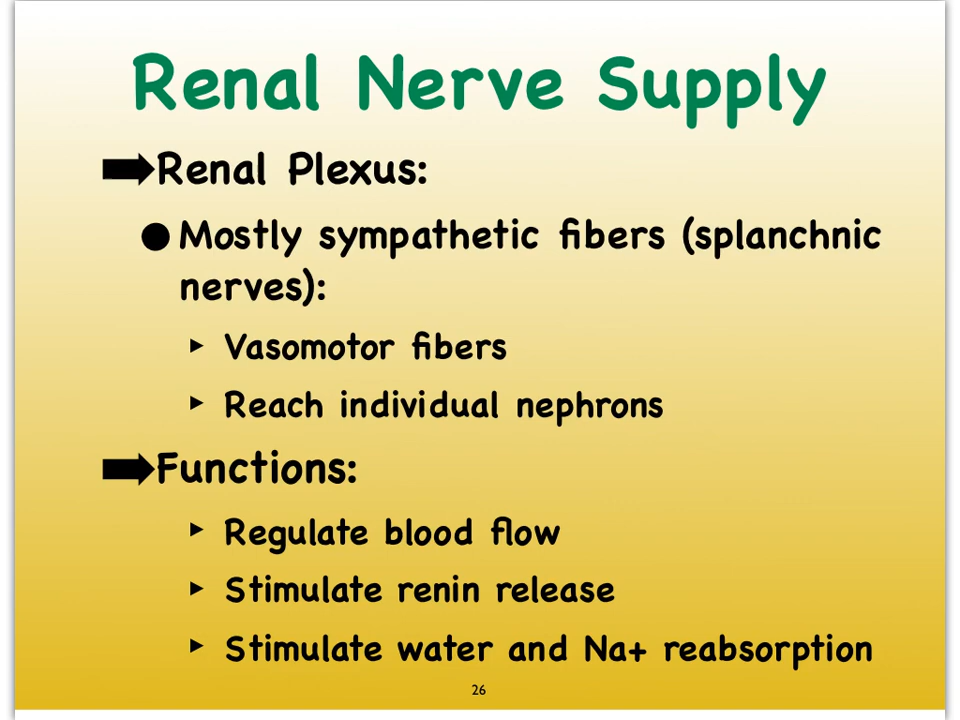 Renal Nerve Supply
Renal Plexus:
Mostly sympathetic fibers (splanchnic
nerves):
Vasomotor fibers
Reach individual nephrons
Functions:
Regulate blood flow
Stimulate renin release
Stimulate water and Na+ reabsorption
26